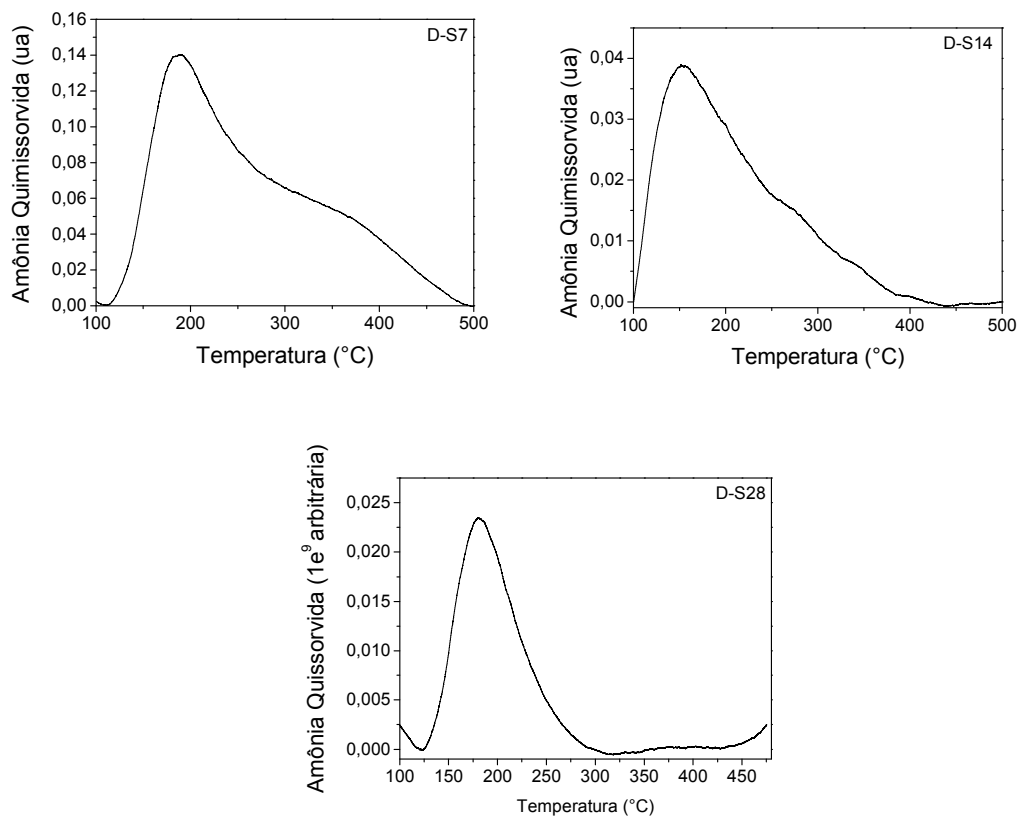 D-S7
Amônia Quimissorvida (ua)
0,16
0,14
0,12
0,10
0,08
0,06
0,04
0,02
0,00
100 200 300 400 500
Temperatura (°C)
D-S14
Amônia Quimissorvida (ua)
0,04
0,03
0,02
0,01
0,00
100 200 300 400 500
Temperatura (°C)
D-S28
Amônia Quissorvida (1e⁹ arbitrária)
0,025
0,020
0,015
0,010
0,005
0,000
100 150 200 250 300 350 400 450
Temperatura (°C)